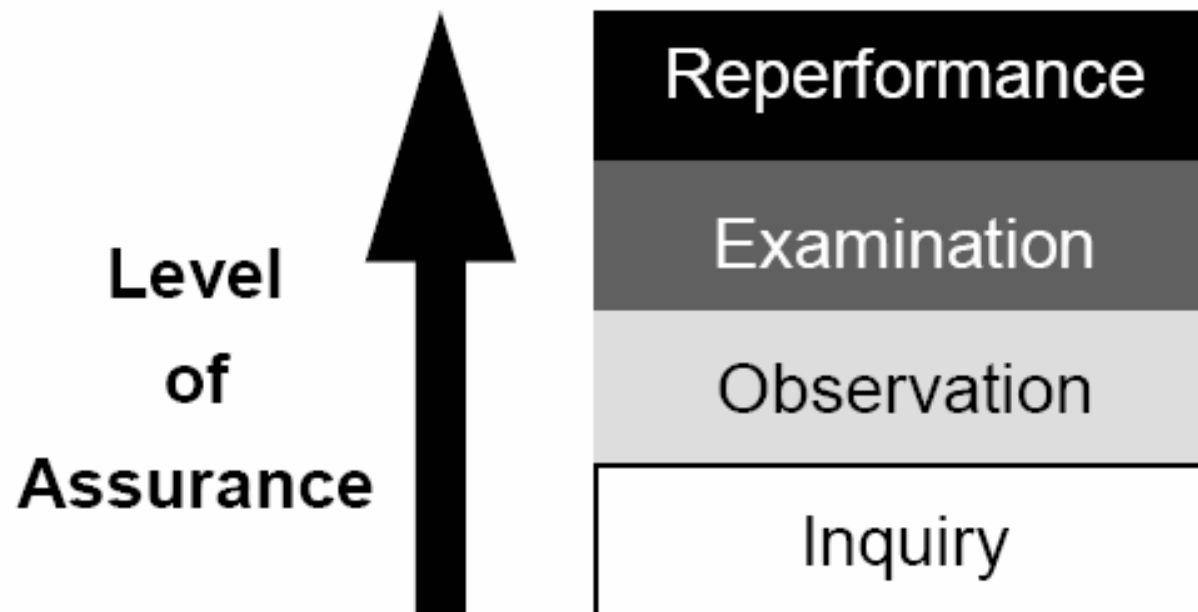 Level
of
Assurance
Reperformance
Examination
Observation
Inquiry